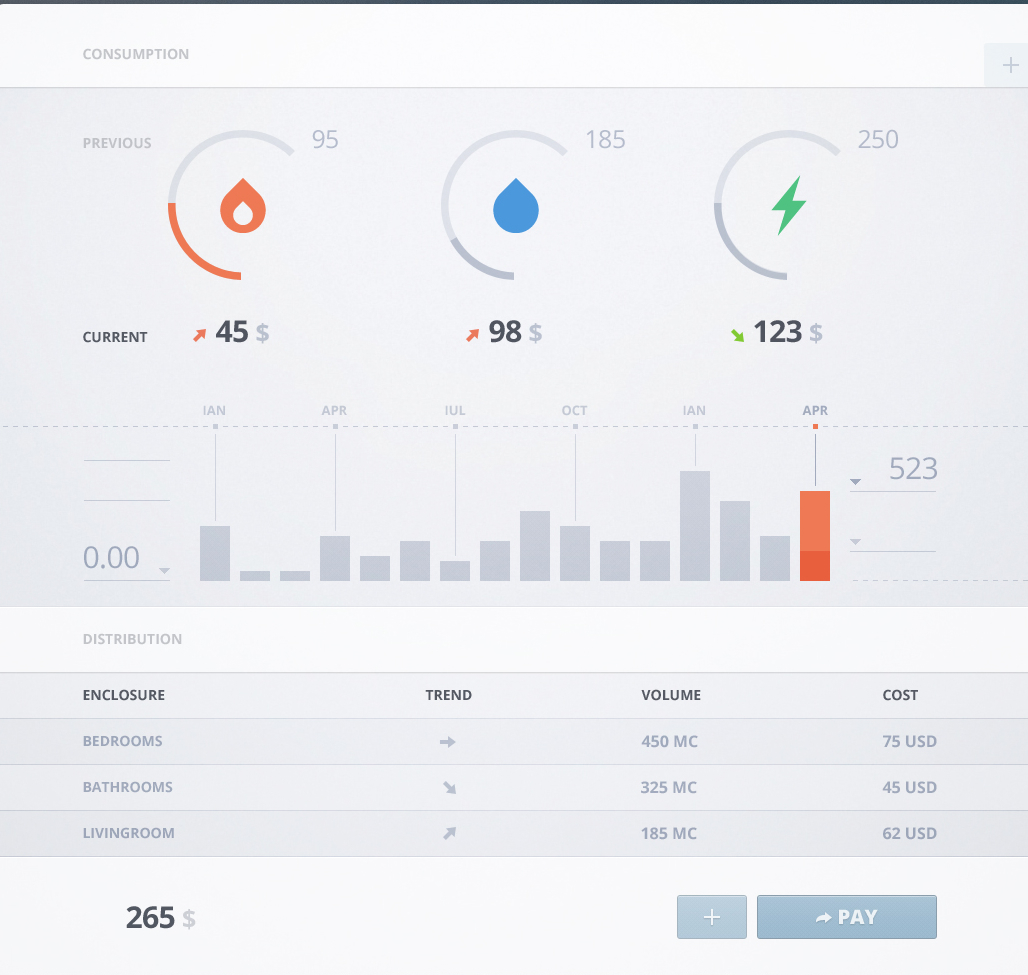 CONSUMPTION
PREVIOUS 95 185 250
CURRENT 45 $ 98 $ 123 $
IAN APR IUL OCT IAN APR
523
0.00
DISTRIBUTION
ENCLOSURE TREND VOLUME COST
BEDROOMS 450 MC 75 USD
BATHROOMS 325 MC 45 USD
LIVINGROOM 185 MC 62 USD
265 $ PAY